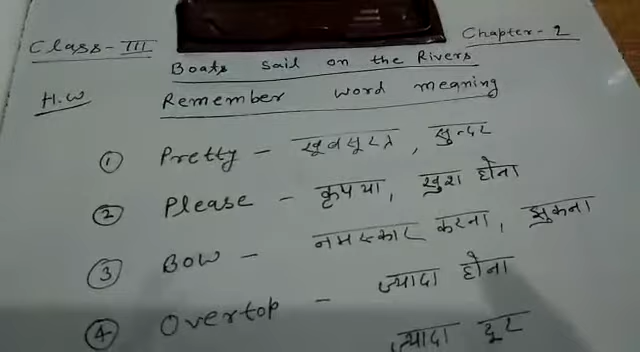 Class-III Chapter-2
Boats sail on the Rivers
H.W Remember word meaning
① Pretty - खूबसूरत, सुन्दर
② Please - कृपया, खुश होना
③ Bow - नमस्कार करना, झुकना
④ Overtop - ज्यादा होना
ज्यादा दूर